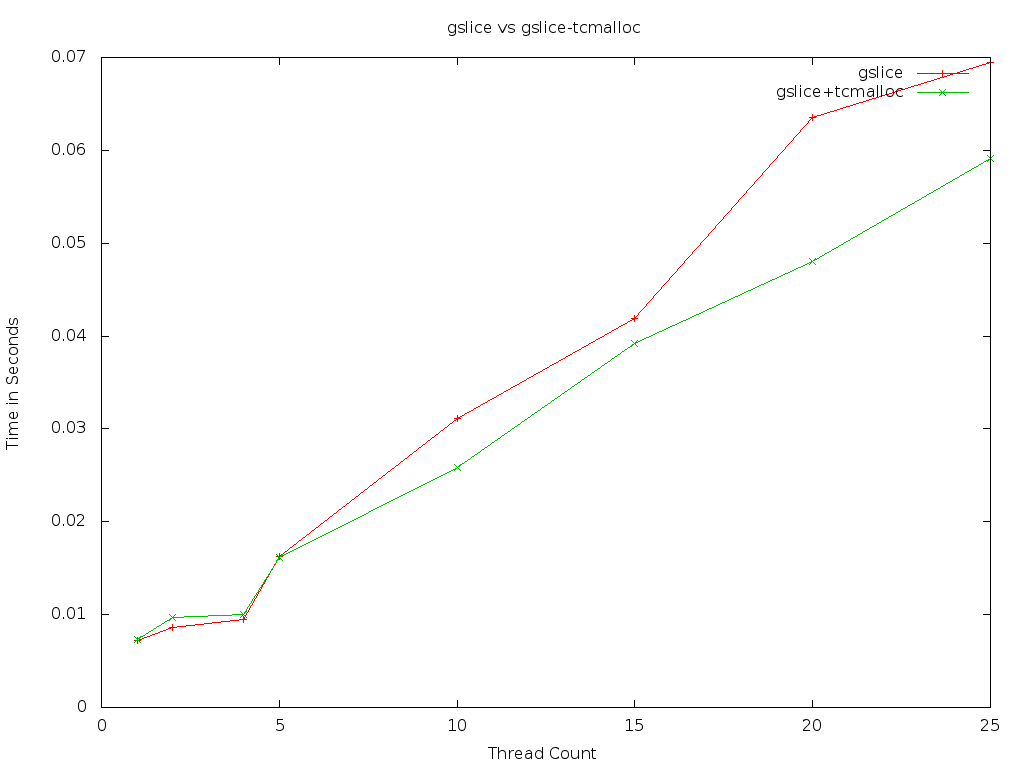 gslice vs gslice-tcmalloc
gslice
gslice+tcmalloc
0.07
0.06
0.05
0.04
0.03
0.02
0.01
0
Time in Seconds
0 5 10 15 20 25
Thread Count